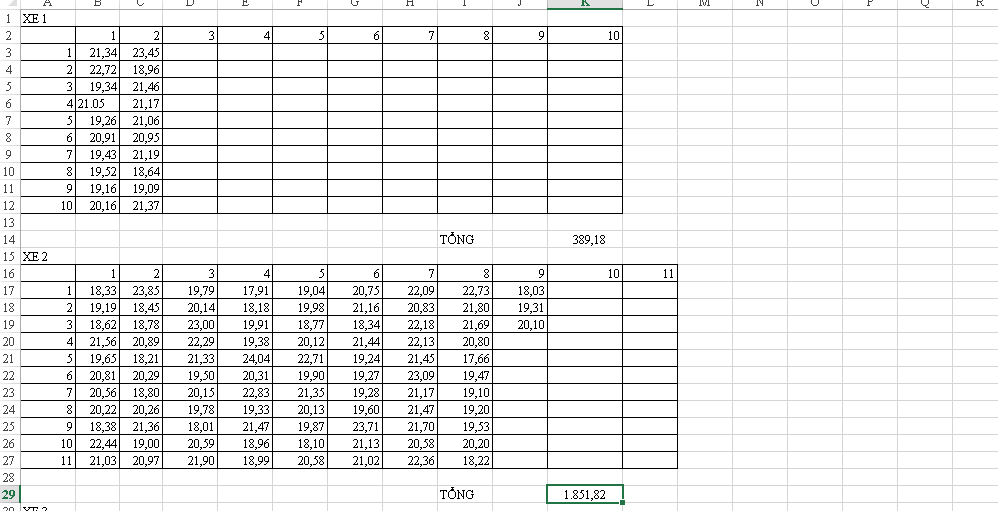 A B C D E F G H I J K L M N O P Q R
1 XE 1
2 1 2 3 4 5 6 7 8 9 10
3 1 21,34 23,45
4 2 22,72 18,96
5 3 19,34 21,46
6 4 21.05 21,17
7 5 19,26 21,06
8 6 20,91 20,95
9 7 19,43 21,19
10 8 19,52 18,64
11 9 19,16 19,09
12 10 20,16 21,37
13
14 TỔNG 389,18
15 XE 2
16 1 2 3 4 5 6 7 8 9 10 11
17 1 18,33 23,85 19,79 17,91 19,04 20,75 22,09 22,73 18,03
18 2 19,19 18,45 20,14 18,18 19,98 21,16 20,83 21,80 19,31
19 3 18,62 18,78 23,00 19,91 18,77 18,34 22,18 21,69 20,10
20 4 21,56 20,89 22,29 19,38 20,12 21,44 22,13 20,80
21 5 19,65 18,21 21,33 24,04 22,71 19,24 21,45 17,66
22 6 20,81 20,29 19,50 20,31 19,90 19,27 23,09 19,47
23 7 20,56 18,80 20,15 22,83 21,35 19,28 21,17 19,10
24 8 20,22 20,26 19,78 19,33 20,13 19,60 21,47 19,20
25 9 18,38 21,36 18,01 21,47 19,87 23,71 21,70 19,53
26 10 22,44 19,00 20,59 18,96 18,10 21,13 20,58 20,20
27 11 21,03 20,97 21,90 18,99 20,58 21,02 22,36 18,22
28
29 TỔNG 1.851,82